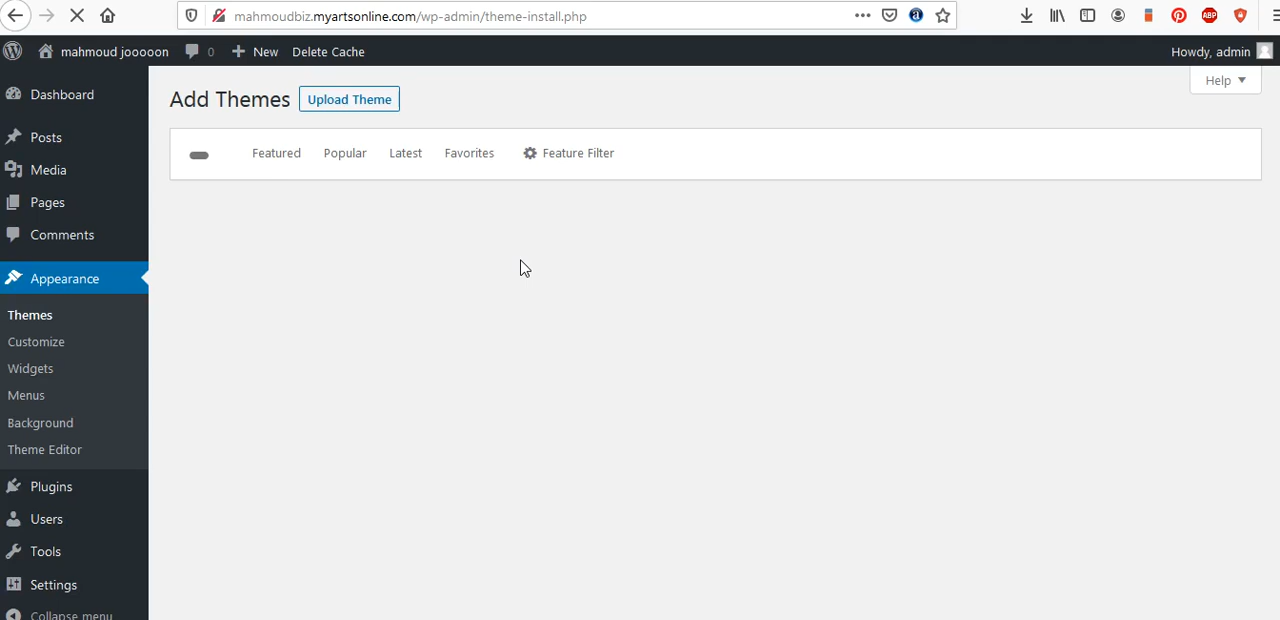 mahmoudbiz.myartsonline.com/wp-admin/theme-install.php
ABP
mahmoud jooooon 0 New Delete Cache Howdy, admin
Help
Add Themes Upload Theme
Featured Popular Latest Favorites Feature Filter
Dashboard
Posts
Media
Pages
Comments
Appearance
Themes
Customize
Widgets
Menus
Background
Theme Editor
Plugins
Users
Tools
Settings
Collapse menu